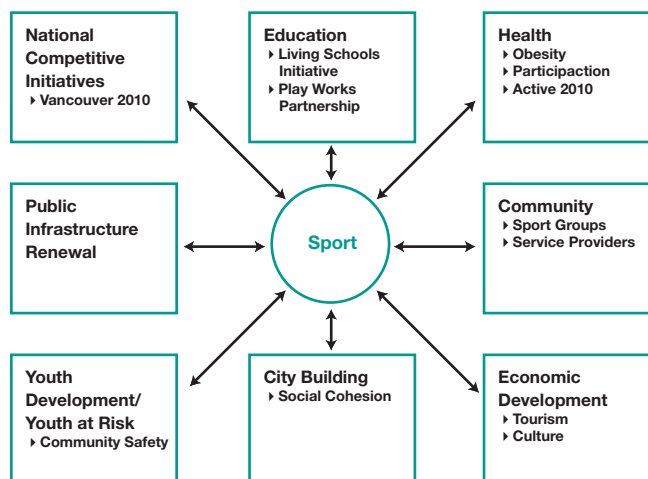 National
Competitive
Initiatives
▸ Vancouver 2010
Education
▸ Living Schools
Initiative
▸ Play Works
Partnership
Health
▸ Obesity
▸ Participaction
▸ Active 2010
Public
Infrastructure
Renewal
Sport
Community
▸ Sport Groups
▸ Service Providers
Youth
Development/
Youth at Risk
▸ Community Safety
City Building
▸ Social Cohesion
Economic
Development
▸ Tourism
▸ Culture